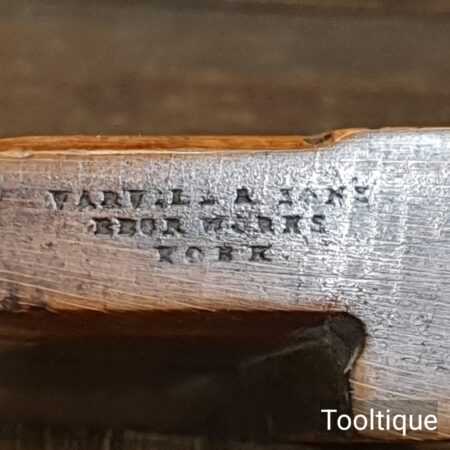 VARVILL & SONS
EBOR WORKS
YORK.
Tooltique